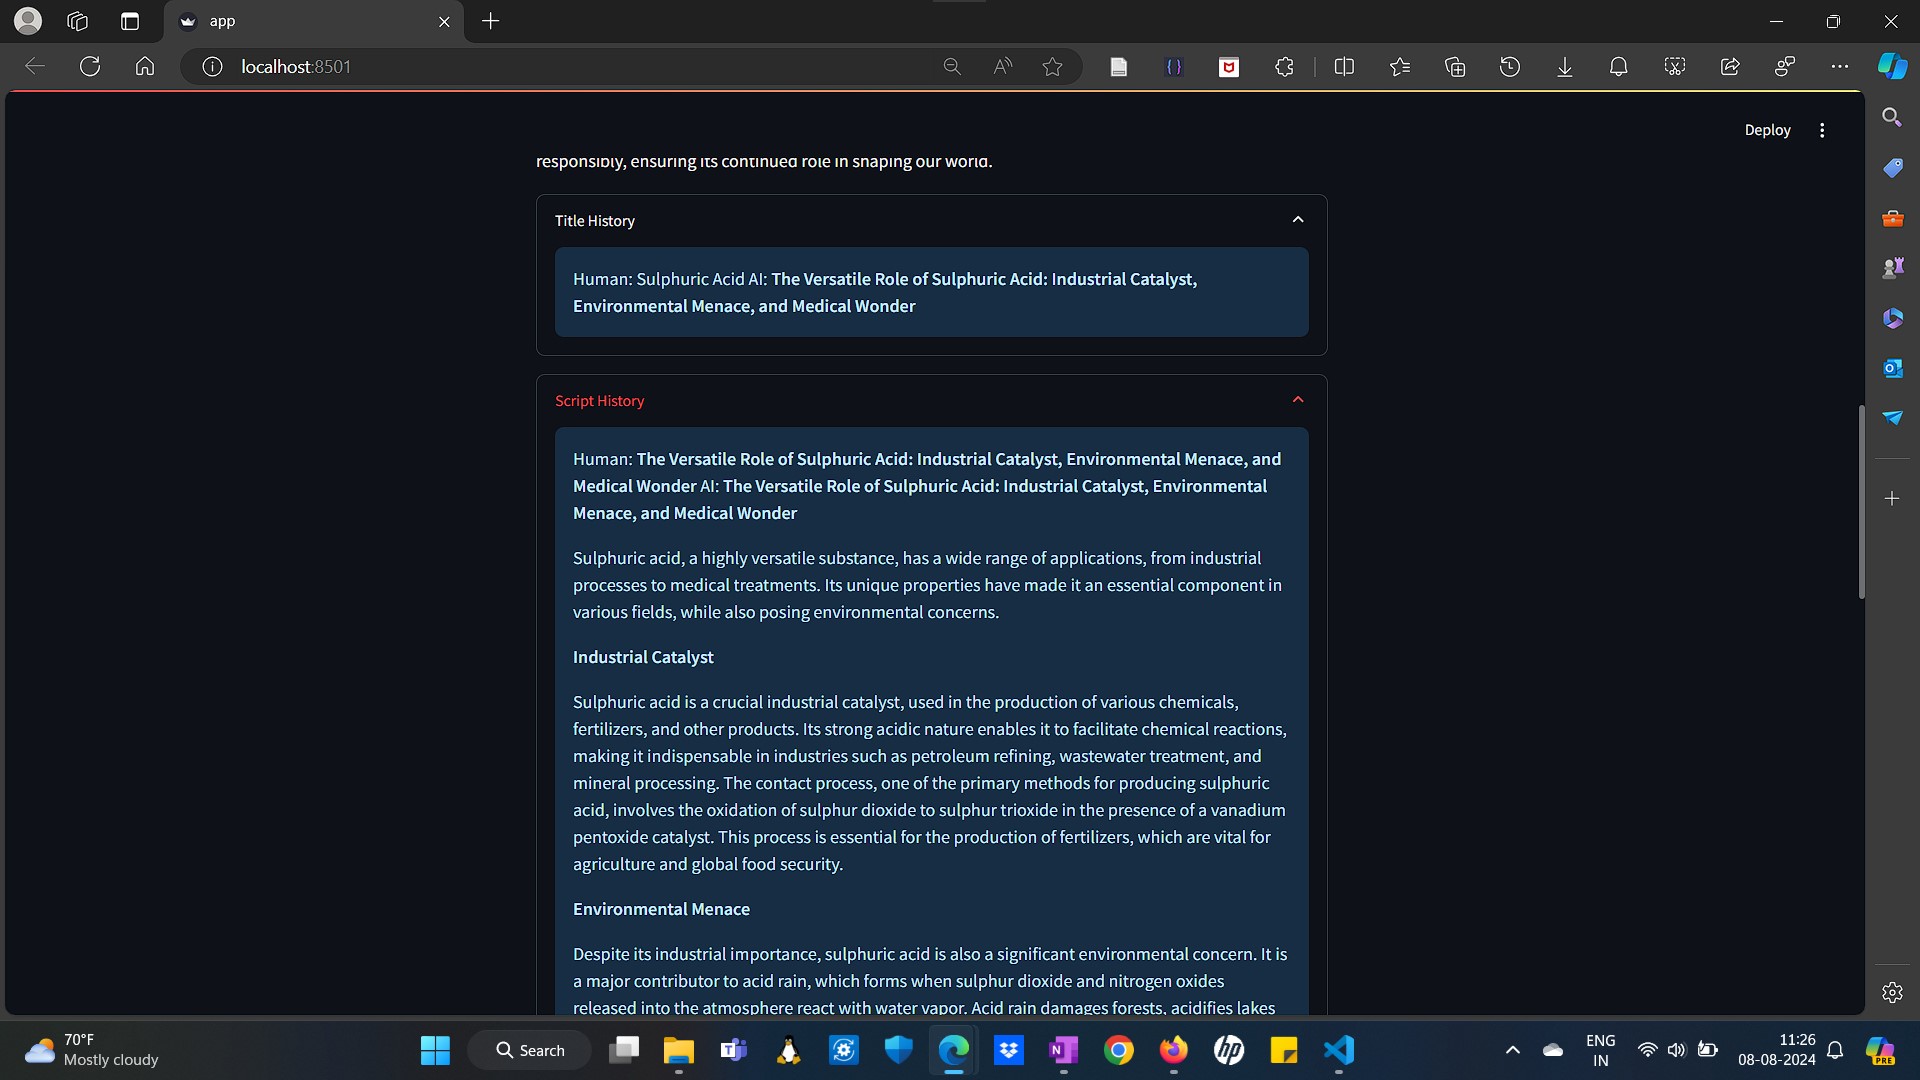 app
localhost:8501
Deploy
responsibly, ensuring its continued role in shaping our world.
Title History
Human: Sulphuric Acid AI: The Versatile Role of Sulphuric Acid: Industrial Catalyst,
Environmental Menace, and Medical Wonder
Script History
Human: The Versatile Role of Sulphuric Acid: Industrial Catalyst, Environmental Menace, and
Medical Wonder AI: The Versatile Role of Sulphuric Acid: Industrial Catalyst, Environmental
Menace, and Medical Wonder
Sulphuric acid, a highly versatile substance, has a wide range of applications, from industrial
processes to medical treatments. Its unique properties have made it an essential component in
various fields, while also posing environmental concerns.
Industrial Catalyst
Sulphuric acid is a crucial industrial catalyst, used in the production of various chemicals,
fertilizers, and other products. Its strong acidic nature enables it to facilitate chemical reactions,
making it indispensable in industries such as petroleum refining, wastewater treatment, and
mineral processing. The contact process, one of the primary methods for producing sulphuric
acid, involves the oxidation of sulphur dioxide to sulphur trioxide in the presence of a vanadium
pentoxide catalyst. This process is essential for the production of fertilizers, which are vital for
agriculture and global food security.
Environmental Menace
Despite its industrial importance, sulphuric acid is also a significant environmental concern. It is
a major contributor to acid rain, which forms when sulphur dioxide and nitrogen oxides
released into the atmosphere react with water vapor. Acid rain damages forests, acidifies lakes
70°F
Mostly cloudy
Search
ENG
IN
11:26
08-08-2024
PRE